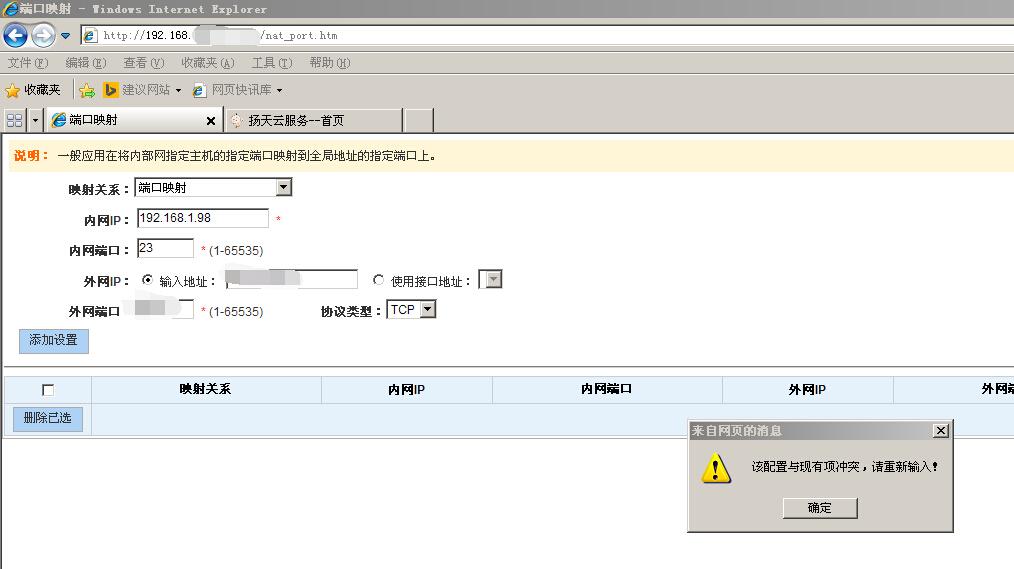 端口映射 - Windows Internet Explorer
http://192.168. /nat_port.htm
文件(F) 编辑(E) 查看(V) 收藏夹(A) 工具(T) 帮助(H)
收藏夹 建议网站 网页快讯库
端口映射 扬天云服务--首页
说明： 一般应用在将内部网指定主机的指定端口映射到全局地址的指定端口上。
映射关系： 端口映射
内网IP： 192.168.1.98 *
内网端口： 23 * (1-65535)
外网IP： 输入地址： 使用接口地址：
外网端口 * (1-65535) 协议类型： TCP
添加设置
映射关系 内网IP 内网端口 外网IP 外网端
删除已选
来自网页的消息
该配置与现有项冲突，请重新输入!
确定